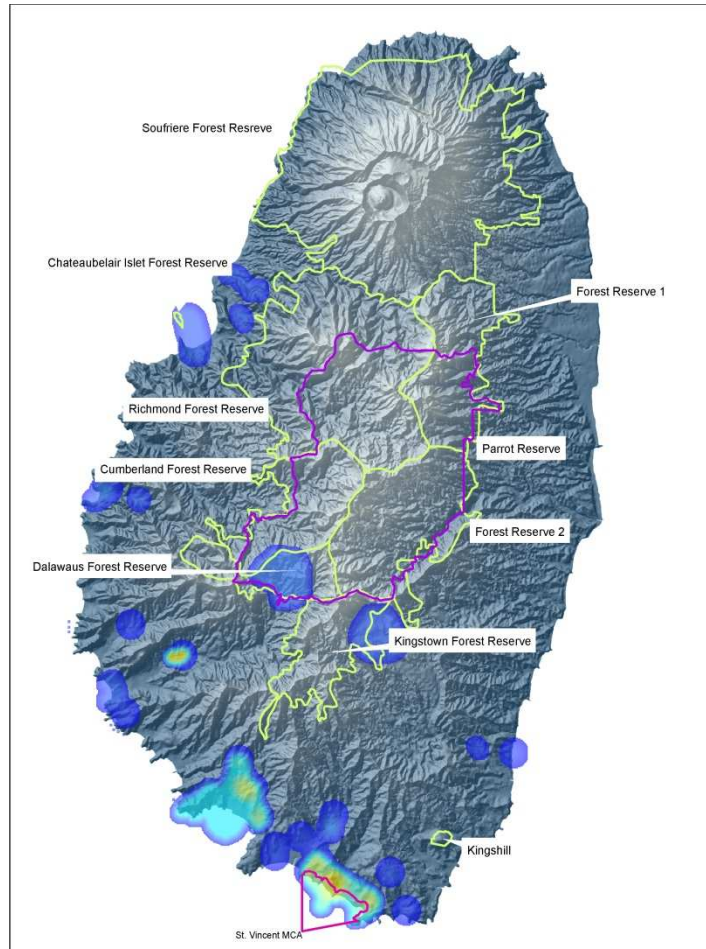 Soufriere Forest Resreve
Chateaubelair Islet Forest Reserve
Forest Reserve 1
Richmond Forest Reserve
Parrot Reserve
Cumberland Forest Reserve
Forest Reserve 2
Dalawaus Forest Reserve
Kingstown Forest Reserve
Kingshill
St. Vincent MCA